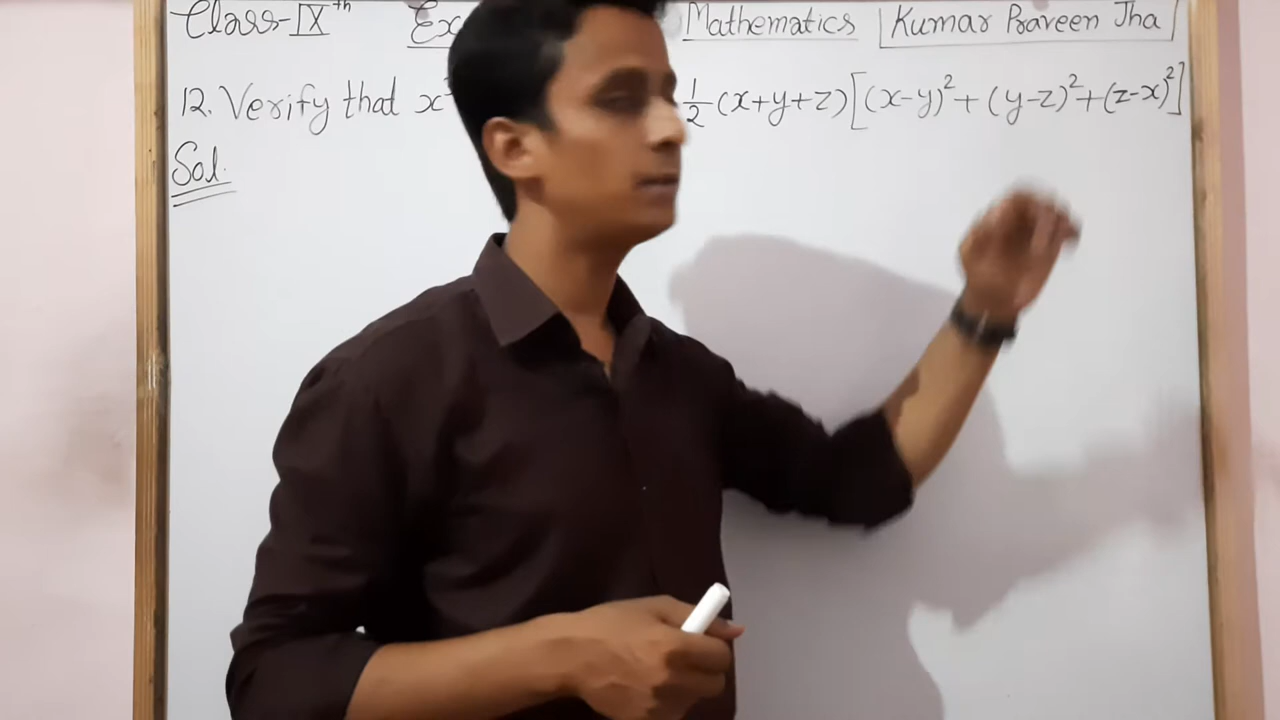 Class-IXth Ex Mathematics Kumar Praveen Jha
12. Verify that x ½(x+y+z)[(x-y)²+(y-z)²+(z-x)²]
Sol.